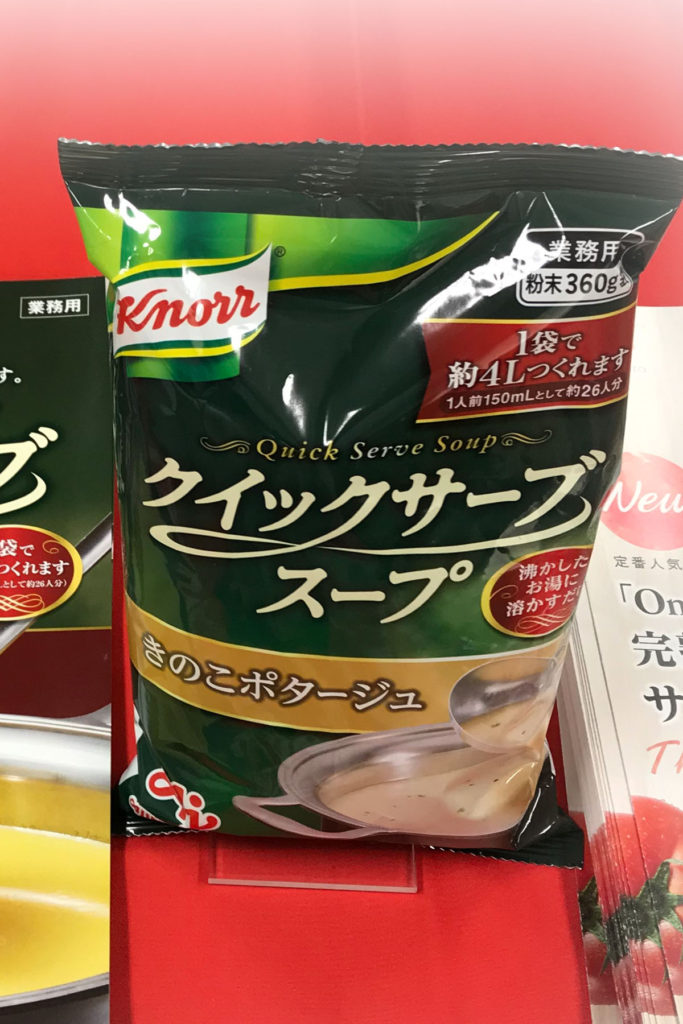 業務用
粉末360g
Knorr
®
1袋で
約4Lつくれます
1人前150mLとして約26人分
Quick Serve Soup
クイックサーブ
スープ
沸かした
お湯に
溶かすだけ
きのこポタージュ
業務用
す。
ブ
袋で
つくれます
として約26人分)
New
定番人気
「On
完
サ